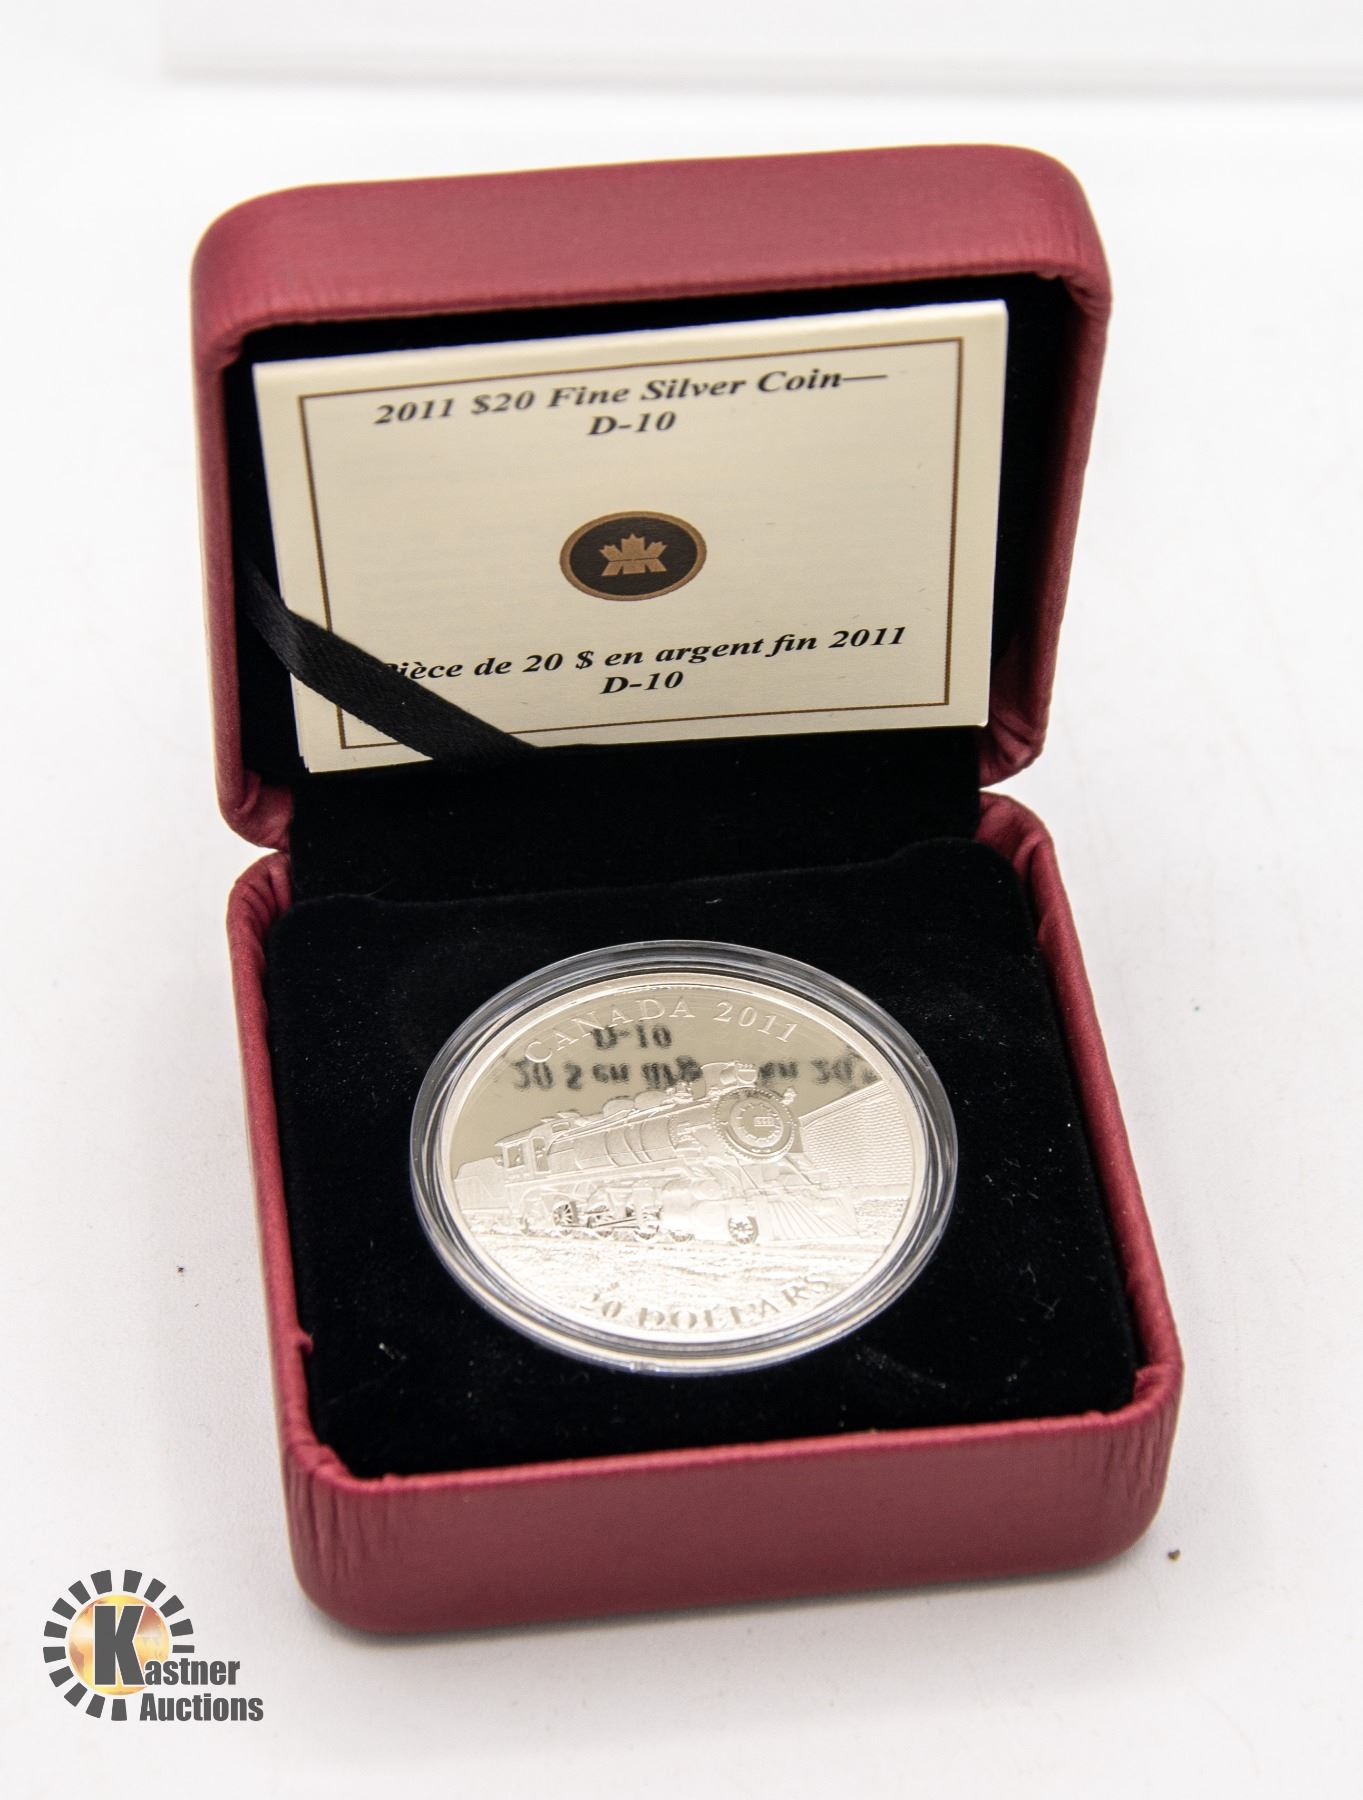 2011 $20 Fine Silver Coin—
D-10
ièce de 20 $ en argent fin 2011
D-10
CANADA 2011
20 DOLLARS
Kastner
Auctions